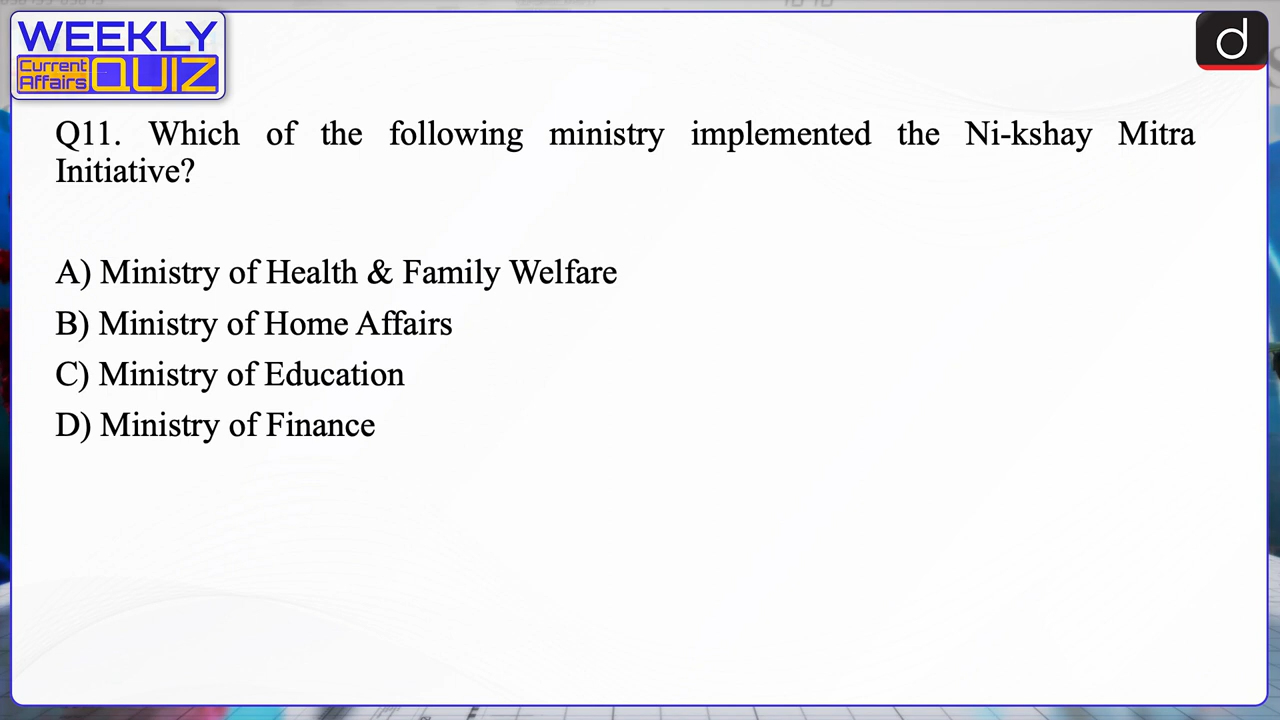 WEEKLY
Current
Affairs
QUIZ
d
Q11. Which of the following ministry implemented the Ni-kshay Mitra
Initiative?
A) Ministry of Health & Family Welfare
B) Ministry of Home Affairs
C) Ministry of Education
D) Ministry of Finance